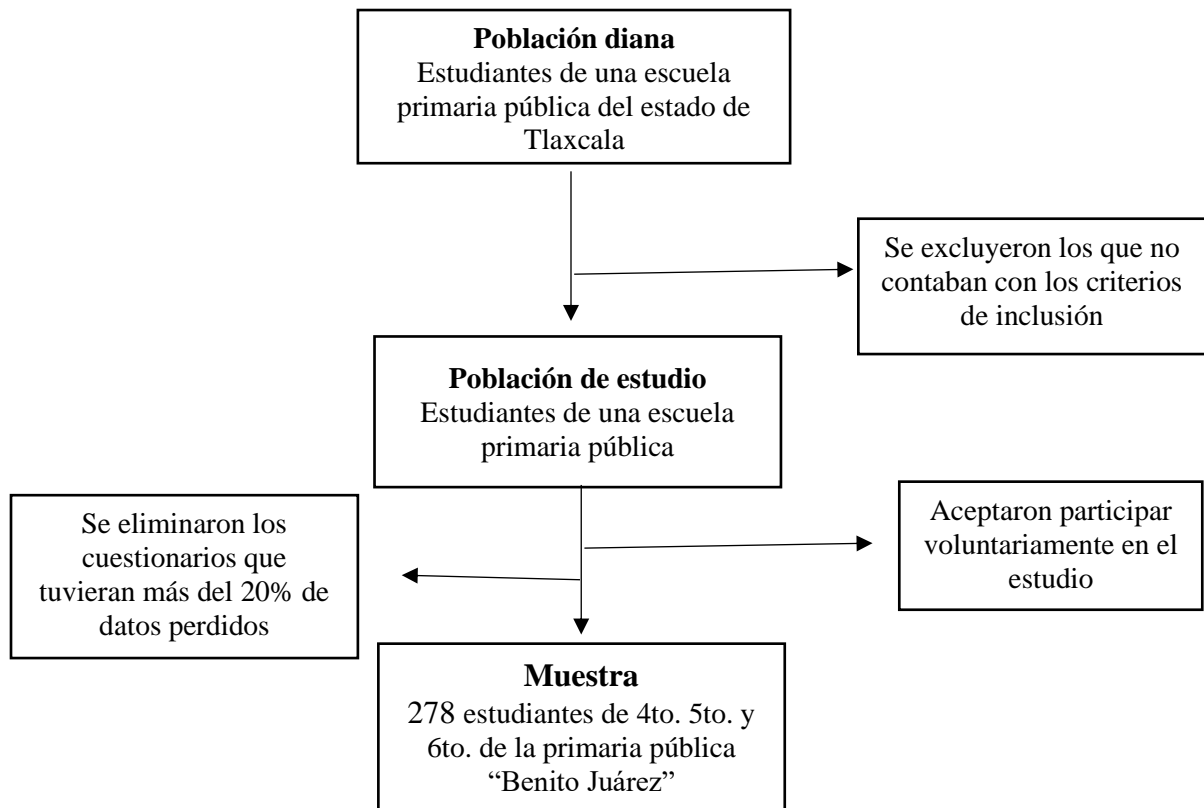 Población diana
Estudiantes de una escuela
primaria pública del estado de
Tlaxcala
Se excluyeron los que no
contaban con los criterios
de inclusión
Población de estudio
Estudiantes de una escuela
primaria pública
Se eliminaron los
cuestionarios que
tuvieran más del 20% de
datos perdidos
Aceptaron participar
voluntariamente en el
estudio
Muestra
278 estudiantes de 4to. 5to. y
6to. de la primaria pública
“Benito Juárez”